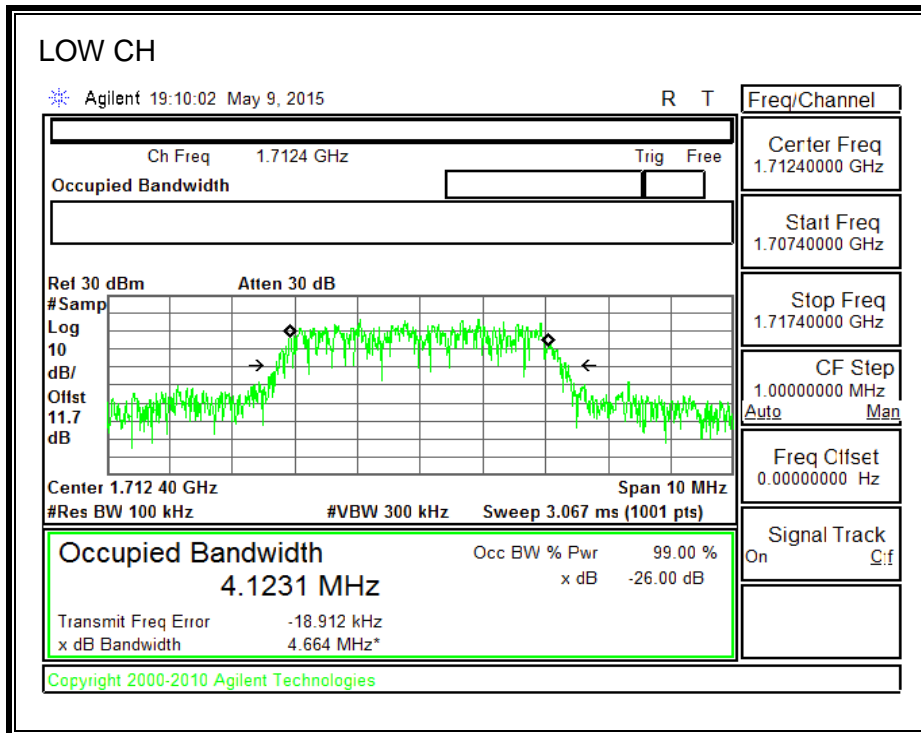 LOW CH
Agilent 19:10:02 May 9, 2015 R T
Freq/Channel
Ch Freq 1.7124 GHz Trig Free
Occupied Bandwidth
Center Freq
1.71240000 GHz
Start Freq
1.70740000 GHz
Stop Freq
1.71740000 GHz
CF Step
1.00000000 MHz
Auto Man
Freq Offset
0.00000000 Hz
Signal Track
On Off
Ref 30 dBm Atten 30 dB
#Samp
Log
10
dB/
Offst
11.7
dB
Center 1.712 40 GHz Span 10 MHz
#Res BW 100 kHz #VBW 300 kHz Sweep 3.067 ms (1001 pts)
Occupied Bandwidth
4.1231 MHz
Occ BW % Pwr 99.00 %
x dB -26.00 dB
Transmit Freq Error -18.912 kHz
x dB Bandwidth 4.664 MHz*
Copyright 2000-2010 Agilent Technologies